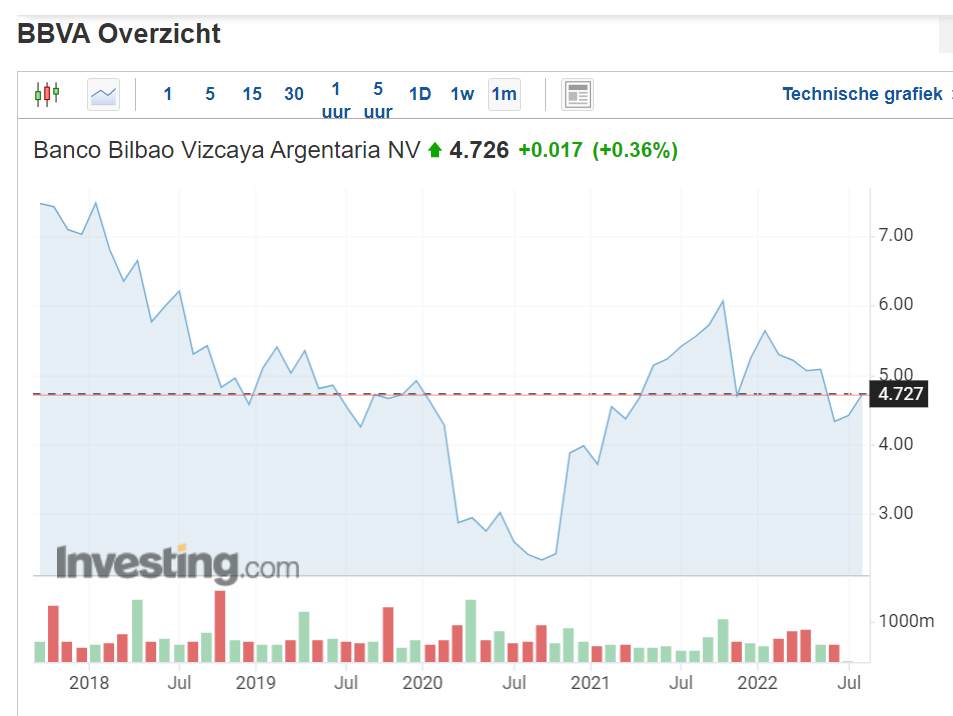 BBVA Overzicht
1 5 15 30 1 uur 5 uur 1D 1w 1m Technische grafiek
Banco Bilbao Vizcaya Argentaria NV 4.726 +0.017 (+0.36%)
7.00
6.00
5.00
4.727
4.00
3.00
Investing.com
1000m
2018 Jul 2019 Jul 2020 Jul 2021 Jul 2022 Jul